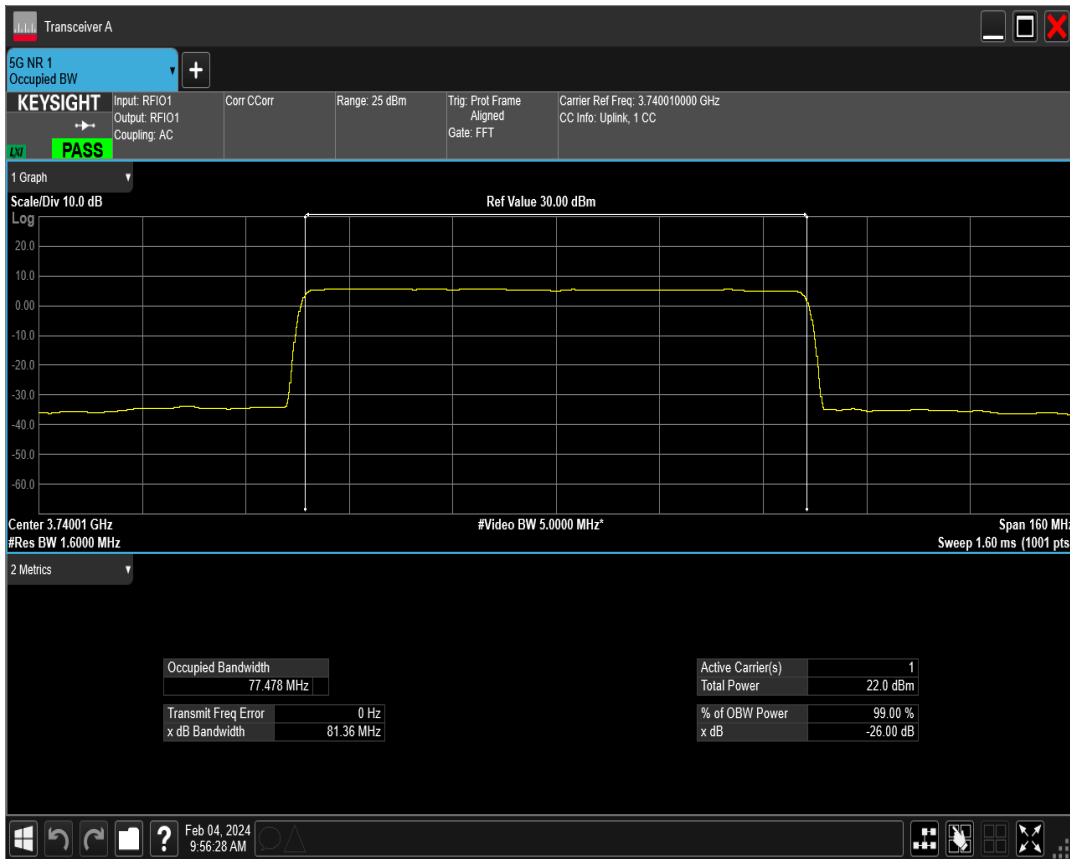 Transceiver A
5G NR 1
Occupied BW
KEYSIGHT
LXI
PASS
Input: RFIO1
Output: RFIO1
Coupling: AC
Corr CCorr
Range: 25 dBm
Trig: Prot Frame
Aligned
Gate: FFT
Carrier Ref Freq: 3.740010000 GHz
CC Info: Uplink, 1 CC
1 Graph
Scale/Div 10.0 dB
Ref Value 30.00 dBm
Log
20.0
10.0
0.00
-10.0
-20.0
-30.0
-40.0
-50.0
-60.0
Center 3.74001 GHz
#Video BW 5.0000 MHz*
Span 160 MHz
#Res BW 1.6000 MHz
Sweep 1.60 ms (1001 pts
2 Metrics
Occupied Bandwidth
77.478 MHz
Transmit Freq Error 0 Hz
x dB Bandwidth 81.36 MHz
Active Carrier(s) 1
Total Power 22.0 dBm
% of OBW Power 99.00 %
x dB -26.00 dB
?
Feb 04, 2024
9:56:28 AM